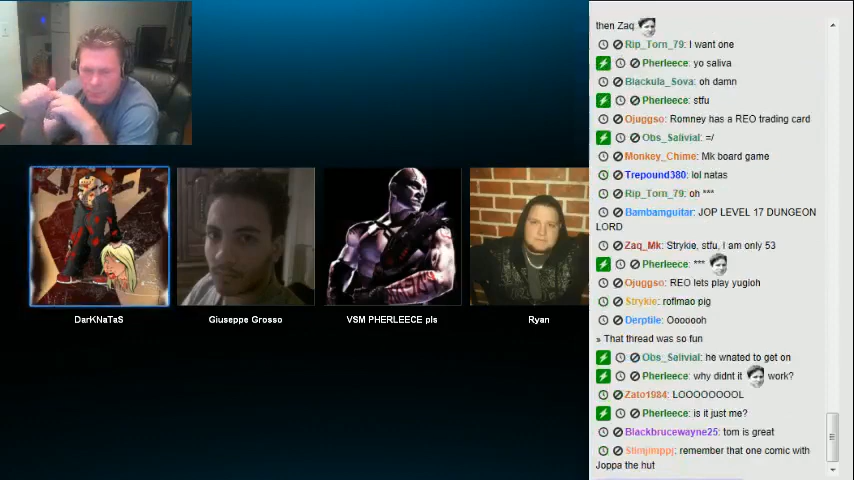 then Zaq
Rip_Torn_79: I want one
Pherleece: yo saliva
Blackula_Sova: oh damn
Pherleece: stfu
Ojuggso: Romney has a REO trading card
Obs_Salivial: =/
Monkey_Chime: Mk board game
Trepound380: lol natas
Rip_Torn_79: oh ***
Bambamguitar: JOP LEVEL 17 DUNGEON
LORD
Zaq_Mk: Strykie, stfu, I am only 53
Pherleece: ***
Ojuggso: REO lets play yugioh
Strykie: roflmao pig
Derptile: Ooooooh
» That thread was so fun
Obs_Salivial: he wnated to get on
Pherleece: why didnt it work?
Zato1984: LOOOOOOOOL
Pherleece: is it just me?
Blackbrucewayne25: tom is great
Stimjimppj: remember that one comic with
Joppa the hut
DarKNaTaS
Giuseppe Grosso
VSM PHERLEECE pls
Ryan